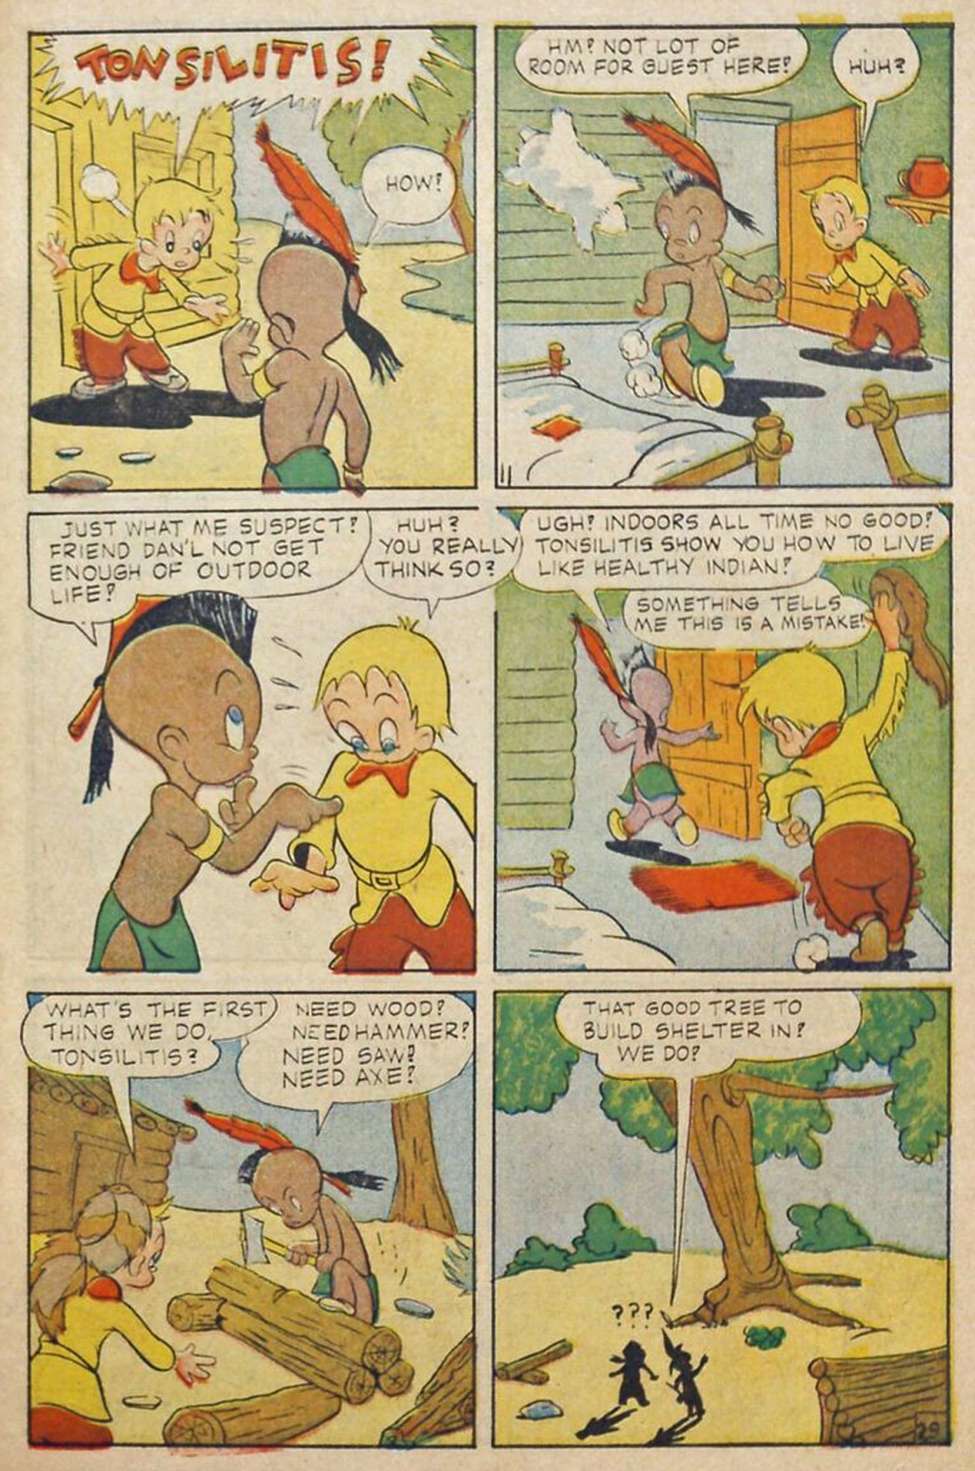 TONSILITIS!
HOW?
HM? NOT LOT OF
ROOM FOR GUEST HERE?
HUH?
JUST WHAT ME SUSPECT?
FRIEND DAN'L NOT GET
ENOUGH OF OUTDOOR
LIFE?
HUH?
YOU REALLY
THINK SO?
UGH? INDOORS ALL TIME NO GOOD?
TONSILITIS SHOW YOU HOW TO LIVE
LIKE HEALTHY INDIAN?
SOMETHING TELLS
ME THIS IS A MISTAKE!
WHAT'S THE FIRST
THING WE DO,
TONSILITIS?
NEED WOOD?
NEED HAMMER?
NEED SAW?
NEED AXE?
THAT GOOD TREE TO
BUILD SHELTER IN?
WE DO?
???
29